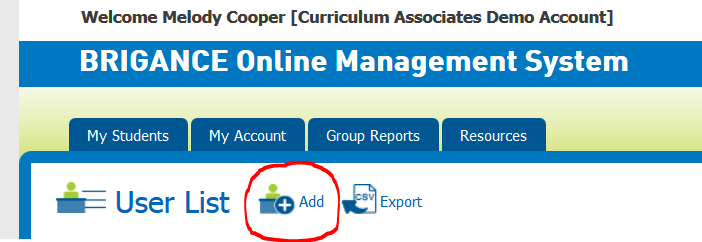 Welcome Melody Cooper [Curriculum Associates Demo Account]
BRIGANCE Online Management System
My Students My Account Group Reports Resources
User List Add CSV Export